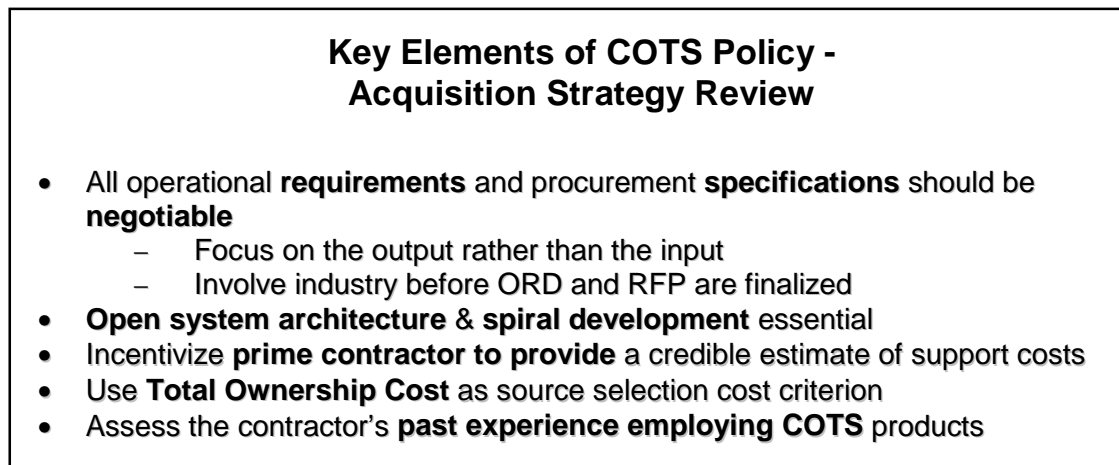 Key Elements of COTS Policy -
Acquisition Strategy Review
• All operational requirements and procurement specifications should be
negotiable
– Focus on the output rather than the input
– Involve industry before ORD and RFP are finalized
• Open system architecture & spiral development essential
• Incentivize prime contractor to provide a credible estimate of support costs
• Use Total Ownership Cost as source selection cost criterion
• Assess the contractor’s past experience employing COTS products